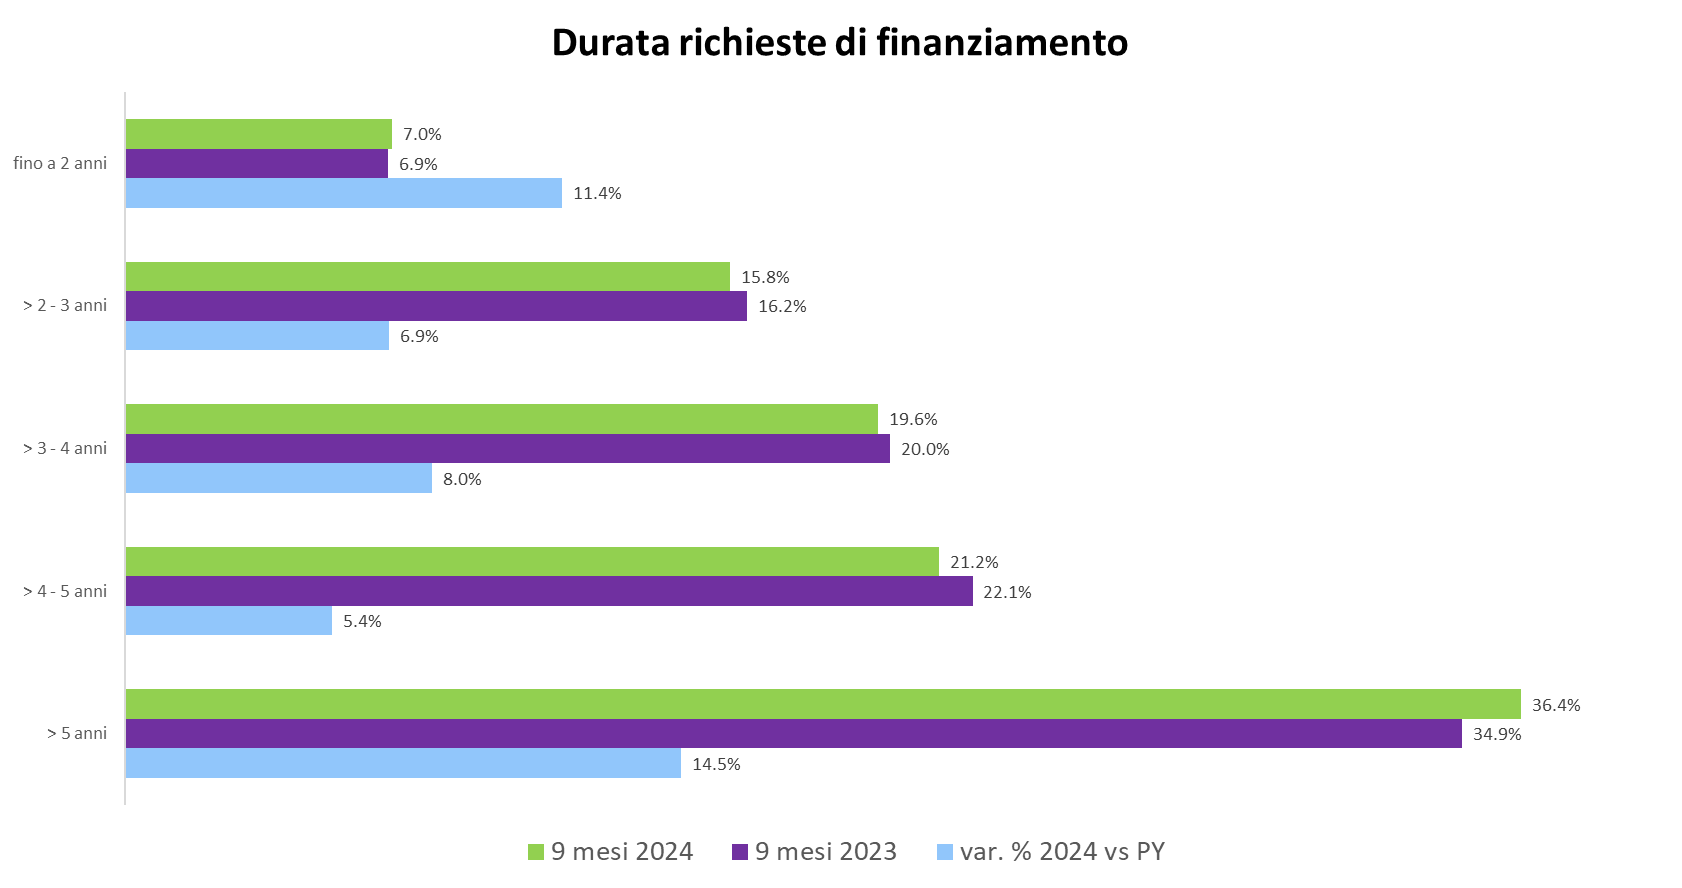 Durata richieste di finanziamento
fino a 2 anni
7.0%
6.9%
11.4%
> 2 - 3 anni
15.8%
16.2%
6.9%
> 3 - 4 anni
19.6%
20.0%
8.0%
> 4 - 5 anni
21.2%
22.1%
5.4%
> 5 anni
36.4%
34.9%
14.5%
9 mesi 2024 9 mesi 2023 var. % 2024 vs PY